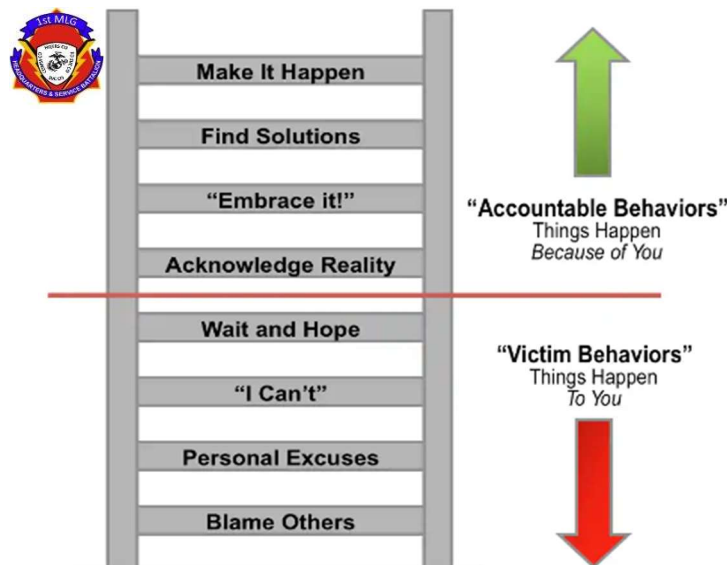 1st MLG
HEADQUARTERS & SERVICE BATTALION
Make It Happen
Find Solutions
“Embrace it!”
Acknowledge Reality
Wait and Hope
“I Can’t”
Personal Excuses
Blame Others
“Accountable Behaviors”
Things Happen
Because of You
“Victim Behaviors”
Things Happen
To You